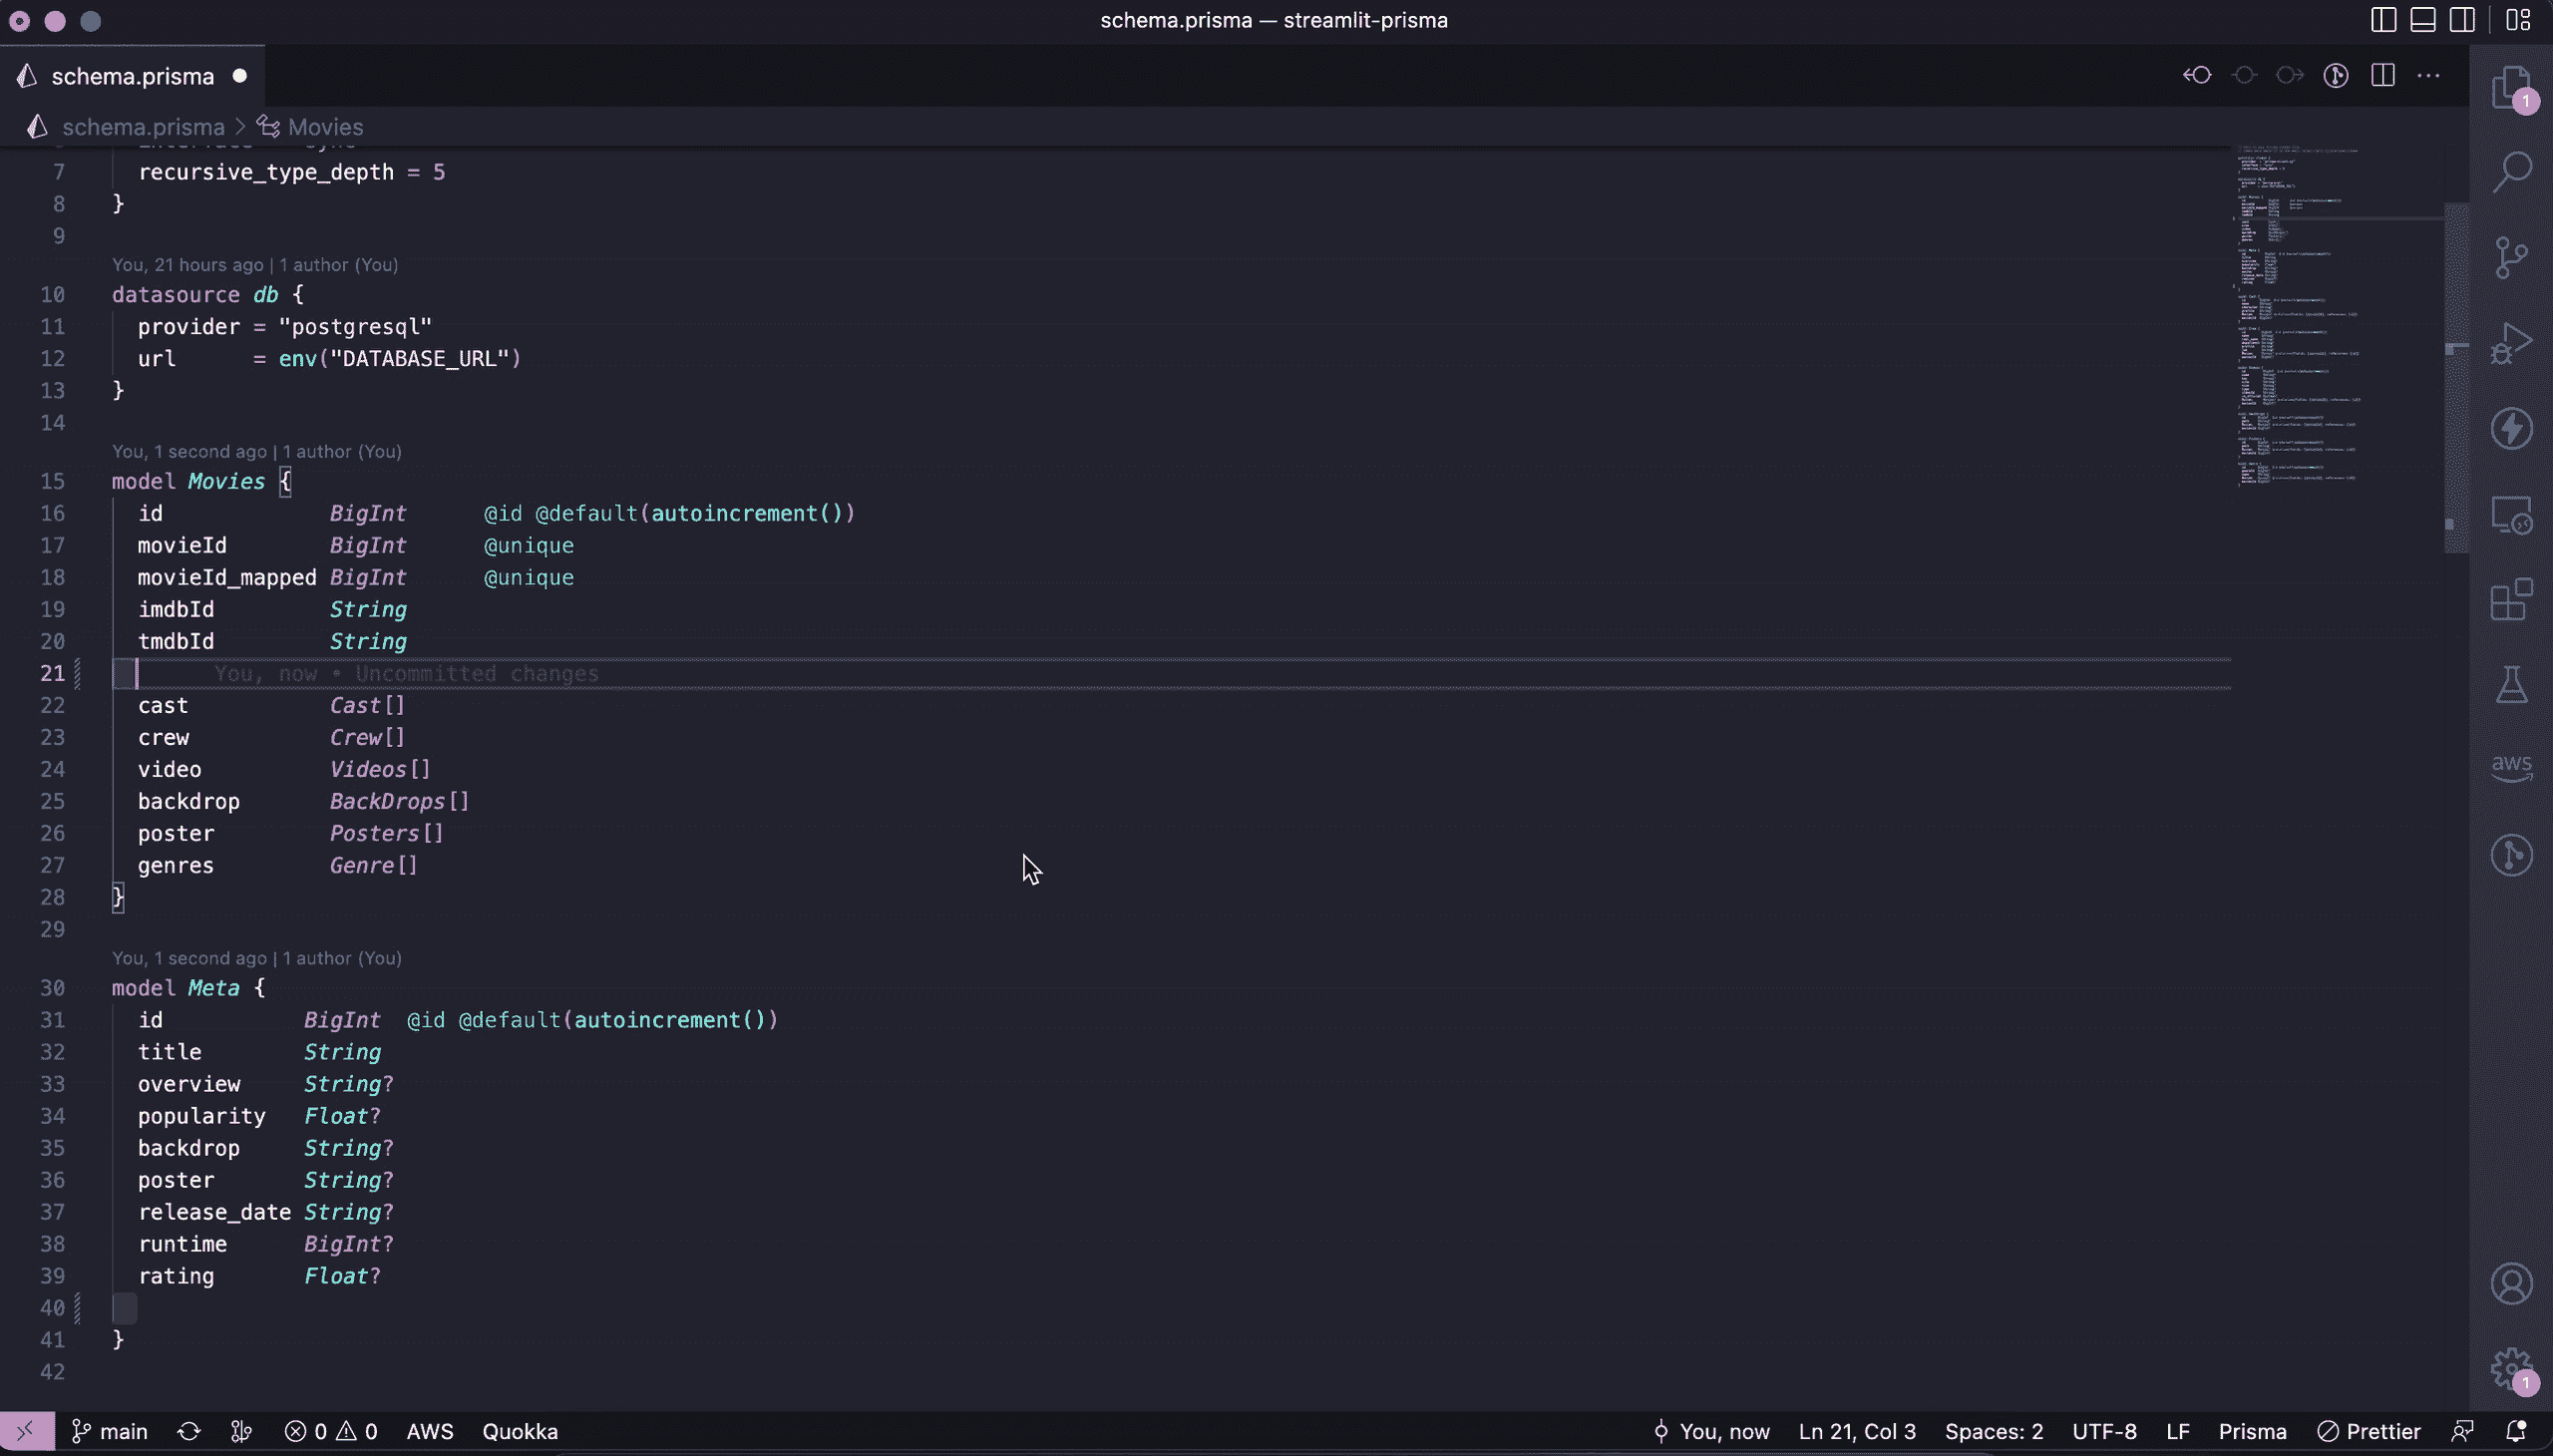 schema.prisma — streamlit-prisma
schema.prisma
schema.prisma > Movies
7 recursive_type_depth = 5
8 }
9
You, 21 hours ago | 1 author (You)
10 datasource db {
11 provider = "postgresql"
12 url = env("DATABASE_URL")
13 }
14
You, 1 second ago | 1 author (You)
15 model Movies {
16 id BigInt @id @default(autoincrement())
17 movieId BigInt @unique
18 movieId_mapped BigInt @unique
19 imdbId String
20 tmdbId String
21 You, now • Uncommitted changes
22 cast Cast[]
23 crew Crew[]
24 video Videos[]
25 backdrop BackDrops[]
26 poster Posters[]
27 genres Genre[]
28 }
29
You, 1 second ago | 1 author (You)
30 model Meta {
31 id BigInt @id @default(autoincrement())
32 title String
33 overview String?
34 popularity Float?
35 backdrop String?
36 poster String?
37 release_date String?
38 runtime BigInt?
39 rating Float?
40
41 }
42
1
aws
1
main 0 0 AWS Quokka You, now Ln 21, Col 3 Spaces: 2 UTF-8 LF Prisma Prettier